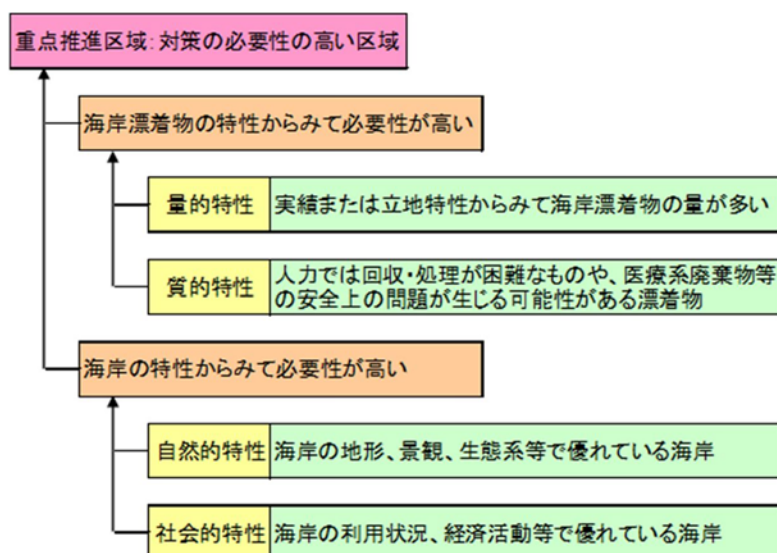 重点推進区域:対策の必要性の高い区域
海岸漂着物の特性からみて必要性が高い
量的特性 実績または立地特性からみて海岸漂着物の量が多い
質的特性 人力では回収・処理が困難なものや、医療系廃棄物等
の安全上の問題が生じる可能性がある漂着物
海岸の特性からみて必要性が高い
自然的特性 海岸の地形、景観、生態系等で優れている海岸
社会的特性 海岸の利用状況、経済活動等で優れている海岸